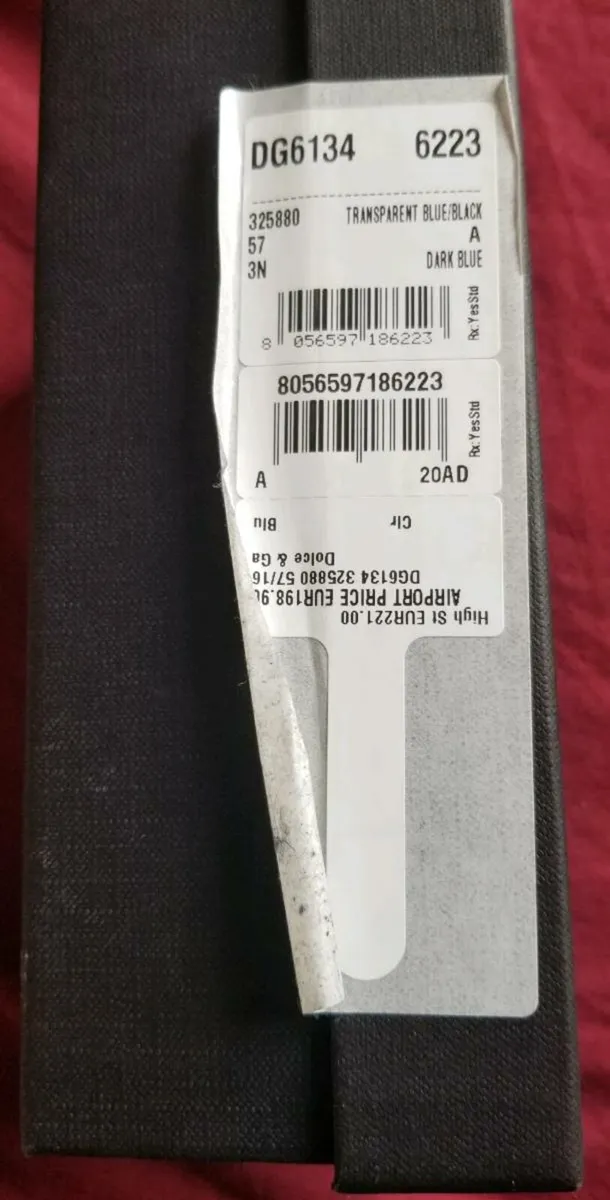 DG6134 6223
325880 TRANSPARENT BLUE/BLACK
57 A
3N DARK BLUE
Rx:YesStd
8 056597 186223
8056597186223
Rx:YesStd
A 20AD
High St EUR221.00
AIRPORT PRICE EUR198.90
DG6134 325880 57/16
Dolce & Ga
Clr Blu